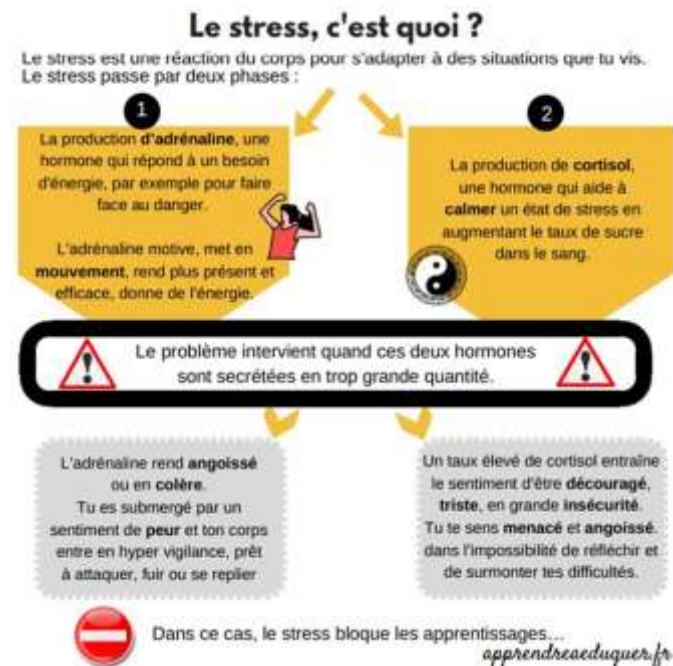 Le stress, c'est quoi ?
Le stress est une réaction du corps pour s'adapter à des situations que tu vis.
Le stress passe par deux phases :
1
La production d'adrénaline, une
hormone qui répond à un besoin
d'énergie, par exemple pour faire
face au danger.
L'adrénaline motive, met en
mouvement, rend plus présent et
efficace, donne de l'énergie.
2
La production de cortisol,
une hormone qui aide à
calmer un état de stress en
augmentant le taux de sucre
dans le sang.
Le problème intervient quand ces deux hormones
sont secrétées en trop grande quantité.
L'adrénaline rend angoissé
ou en colère.
Tu es submergé par un
sentiment de peur et ton corps
entre en hyper vigilance, prêt
à attaquer, fuir ou se replier
Un taux élevé de cortisol entraîne
le sentiment d'être découragé,
triste, en grande insécurité.
Tu te sens menacé et angoissé.
dans l'impossibilité de réfléchir et
de surmonter tes difficultés.
Dans ce cas, le stress bloque les apprentissages...
apprendreaeduquer.fr